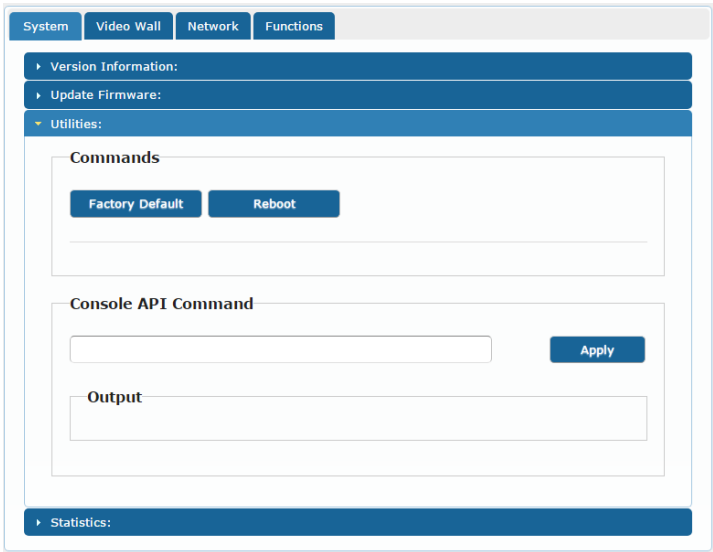 System Video Wall Network Functions
Version Information:
Update Firmware:
Utilities:
Commands
Factory Default Reboot
Console API Command
Apply
Output
Statistics: